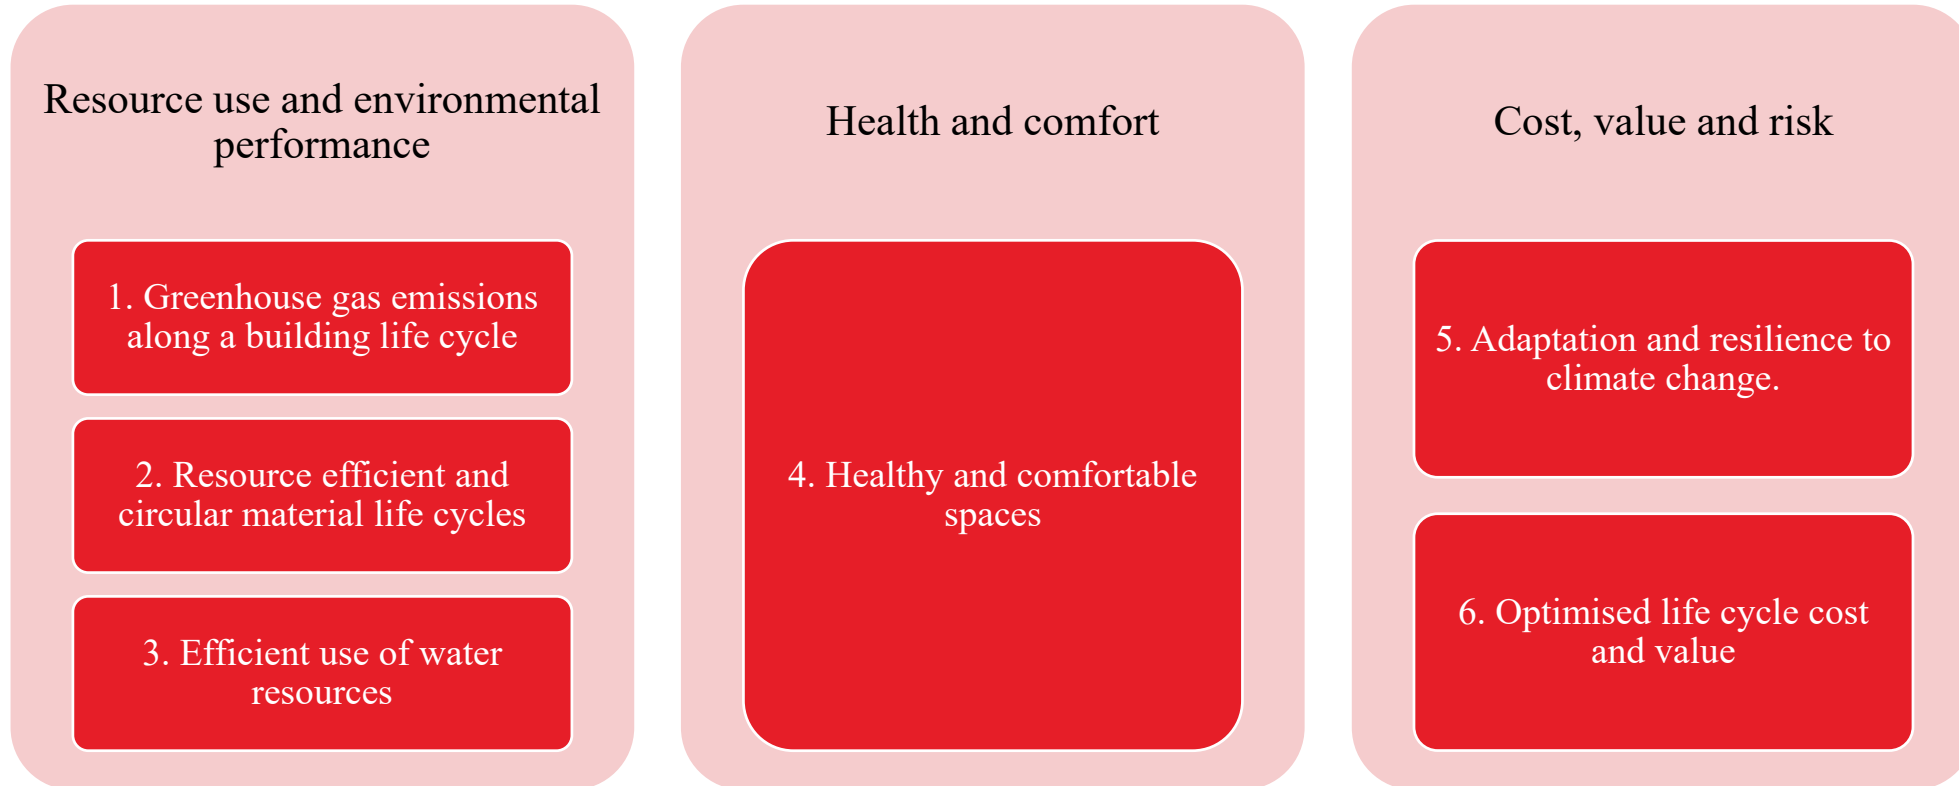 Resource use and environmental
performance
1. Greenhouse gas emissions
along a building life cycle
2. Resource efficient and
circular material life cycles
3. Efficient use of water
resources
Health and comfort
4. Healthy and comfortable
spaces
Cost, value and risk
5. Adaptation and resilience to
climate change.
6. Optimised life cycle cost
and value